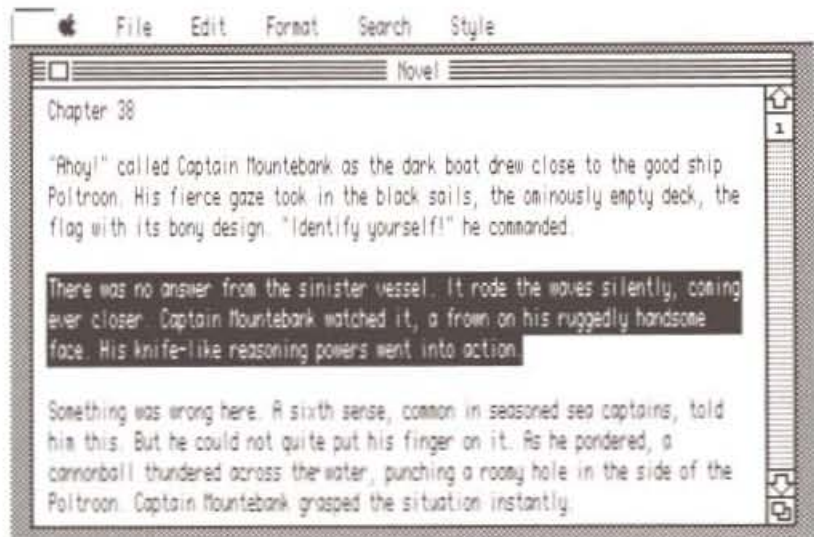 File Edit Format Search Style
Novel
Chapter 38
1
"Ahoy!" called Captain Mountebank as the dark boat drew close to the good ship
Poltroon. His fierce gaze took in the black sails, the ominously empty deck, the
flag with its bony design. "Identify yourself!" he commanded.
There was no answer from the sinister vessel. It rode the waves silently, coming
ever closer. Captain Mountebank watched it, a frown on his ruggedly handsome
face. His knife-like reasoning powers went into action.
Something was wrong here. A sixth sense, common in seasoned sea captains, told
him this. But he could not quite put his finger on it. As he pondered, a
cannonball thundered across the water, punching a roomy hole in the side of the
Poltroon. Captain Mountebank grasped the situation instantly.